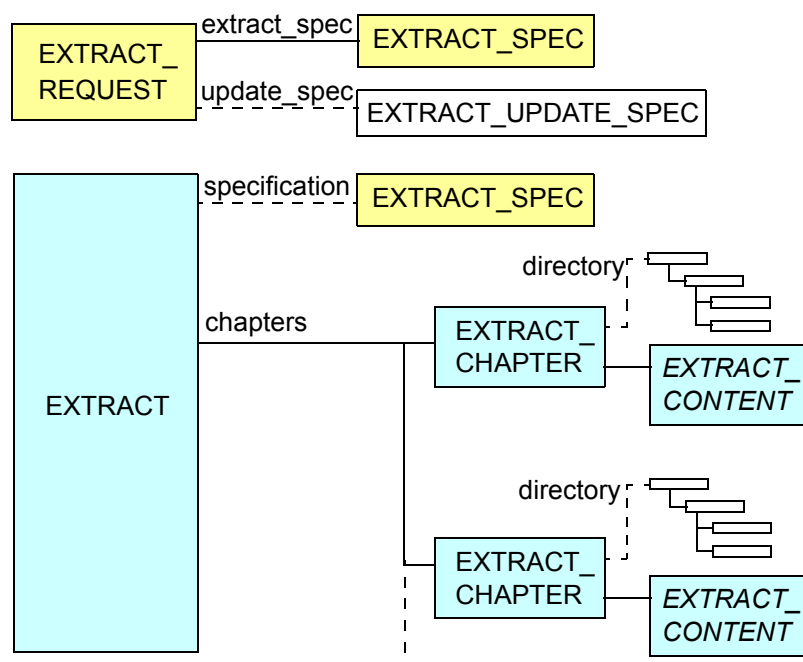 extract_spec
EXTRACT_
REQUEST
EXTRACT_SPEC
update_spec
EXTRACT_UPDATE_SPEC
specification
EXTRACT_SPEC
directory
chapters
EXTRACT_
CHAPTER
EXTRACT_
CONTENT
EXTRACT
directory
EXTRACT_
CHAPTER
EXTRACT_
CONTENT